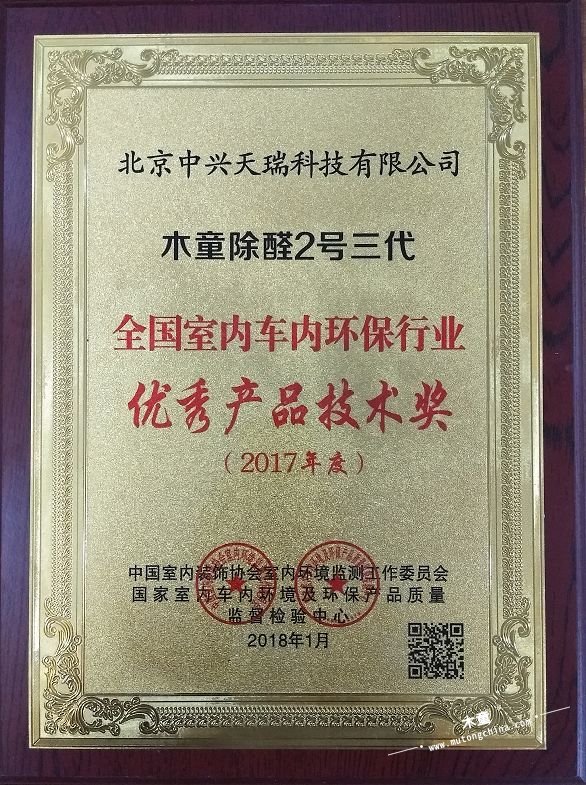 北京中兴天瑞科技有限公司
木童除醛2号三代
全国室内车内环保行业
优秀产品技术奖
（2017年度）
中国室内装饰协会室内环境监测工作委员会
国家室内车内环境及环保产品质量
监督检验中心
2018年1月
木童
www.mutongchina.com